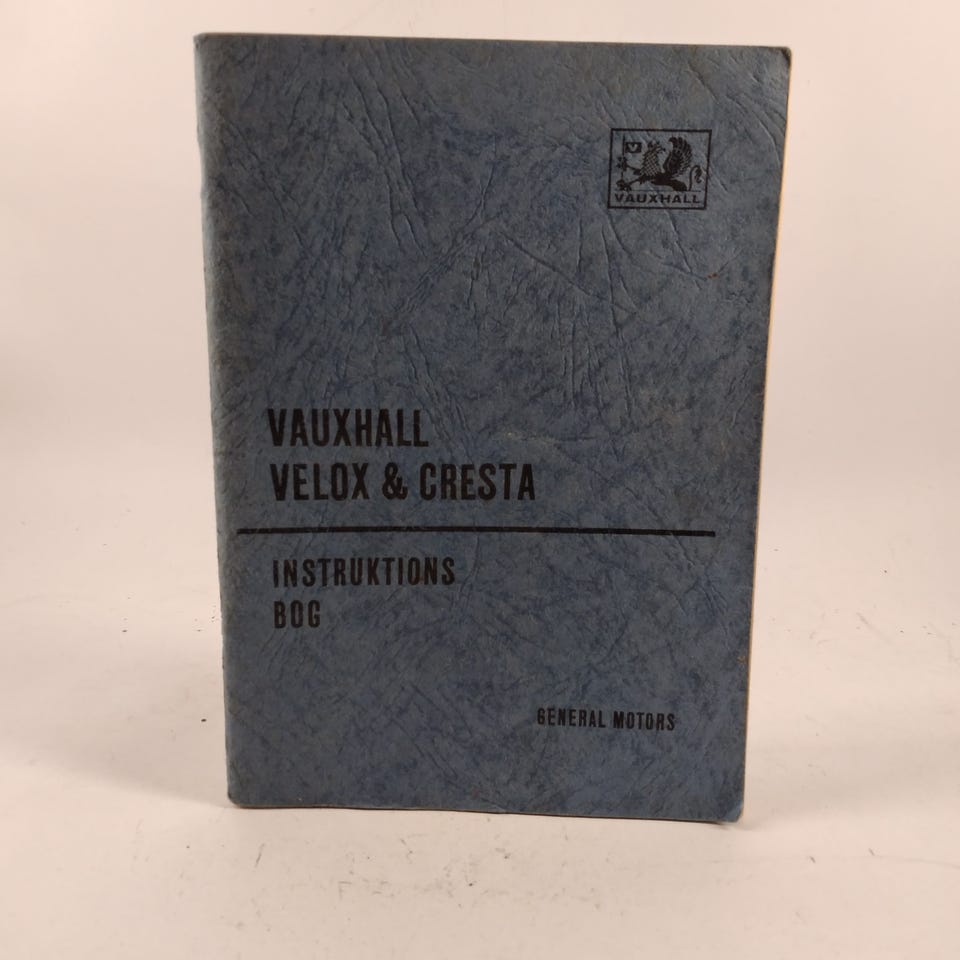 VAUXHALL
VAUXHALL
VELOX & CRESTA
INSTRUKTIONS
BOG
GENERAL MOTORS